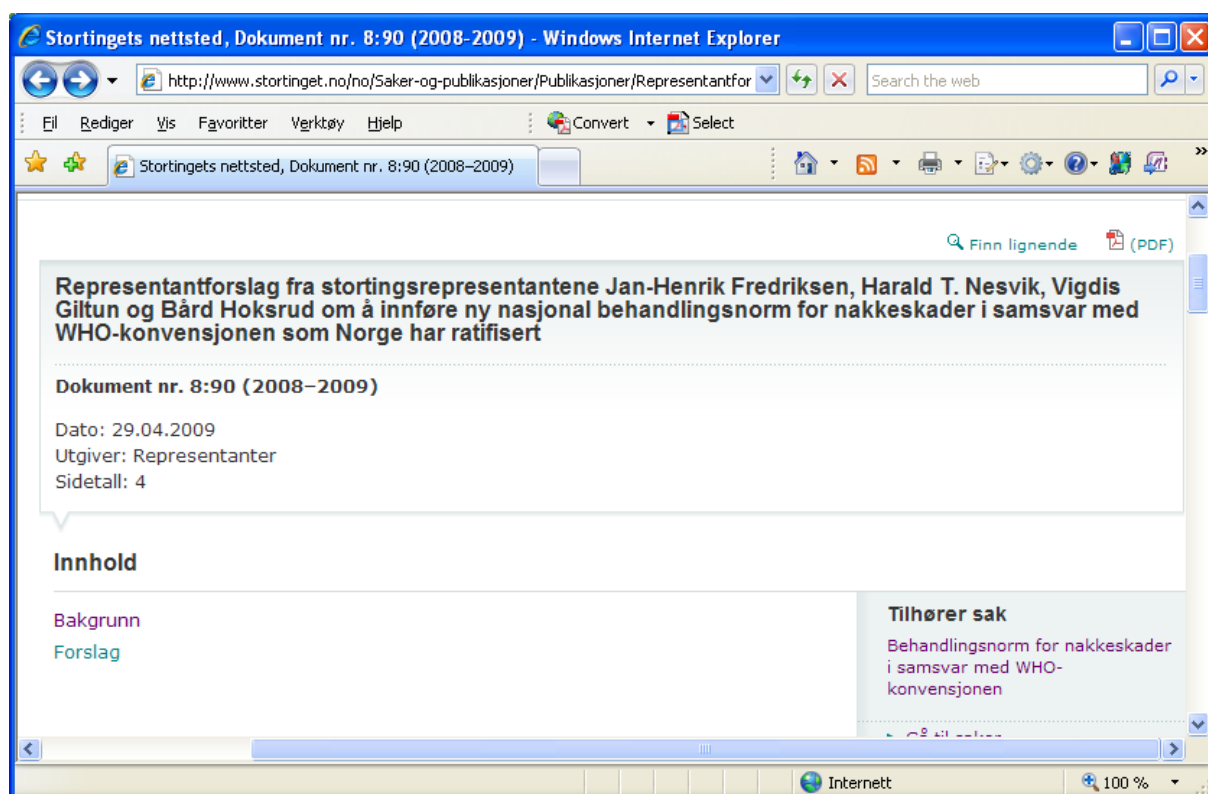 Stortingets nettsted, Dokument nr. 8:90 (2008-2009) - Windows Internet Explorer
http://www.stortinget.no/no/Saker-og-publikasjoner/Publikasjoner/Representantfor
Search the web
Fil Rediger Vis Favoritter Verktøy Hjelp Convert Select
Stortingets nettsted, Dokument nr. 8:90 (2008–2009)
»
Finn lignende (PDF)
Representantforslag fra stortingsrepresentantene Jan-Henrik Fredriksen, Harald T. Nesvik, Vigdis
Giltun og Bård Hoksrud om å innføre ny nasjonal behandlingsnorm for nakkeskader i samsvar med
WHO-konvensjonen som Norge har ratifisert
Dokument nr. 8:90 (2008–2009)
Dato: 29.04.2009
Utgiver: Representanter
Sidetall: 4
Innhold
Bakgrunn
Forslag
Tilhører sak
Behandlingsnorm for nakkeskader
i samsvar med WHO-
konvensjonen
Internett 100 %